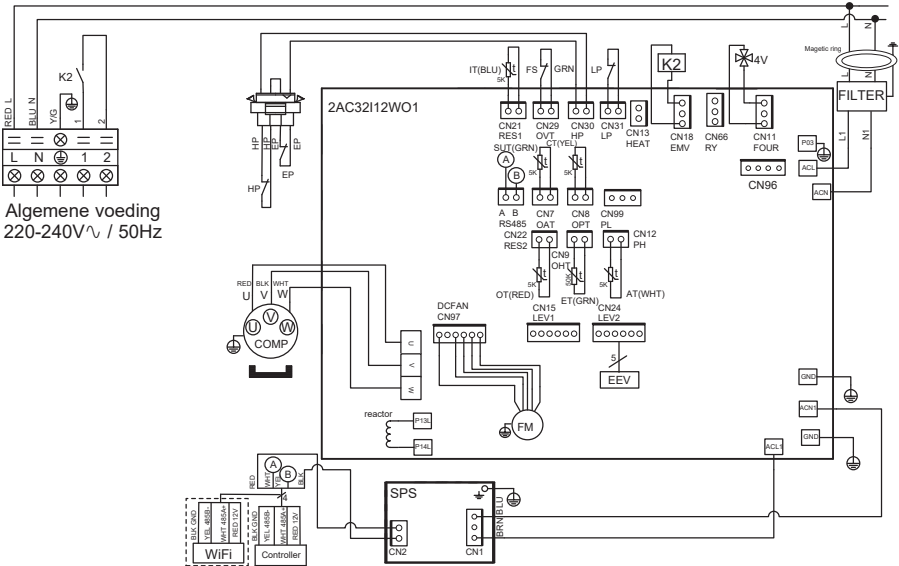 RED L
BLU N
Y/G
K2
1
2
L N 1 2
Algemene voeding
220-240V∿ / 50Hz
HP
HP
EP
EP
HP
EP
IT(BLU)
5K
t
FS
GRN
LP
K2
4V
Magetic ring
L
N
L
N
FILTER
L1
N1
2AC32I12WO1
CN21
RES1
CN29
OVT
CN30
HP
CN31
LP
CN13
HEAT
CN18
EMV
CN66
RY
CN11
FOUR
P03
ACL
ACN
CN96
SUT(GRN)
CT(YEL)
A
B
5K
t
5K
t
A B
RS485
CN7
OAT
CN8
OPT
CN99
PL
CN22
RES2
CN9
OHT
CN12
PH
5K
t
50K
t
5K
t
OT(RED)
ET(GRN)
AT(WHT)
CN15
LEV1
CN24
LEV2
5
EEV
DCFAN
CN97
FM
RED BLK WHT
U V W
U
V
W
COMP
U
V
W
reactor
P13L
P14L
GND
ACN1
GND
ACL1
RED
WHT
A
YEL
B
BLK
4
BLK GND
YEL 485B-
WHT 485A+
RED 12V
WiFi
BLK GND
YEL 485B-
WHT 485A+
RED 12V
Controller
SPS
CN2
CN1
BLU
BRN